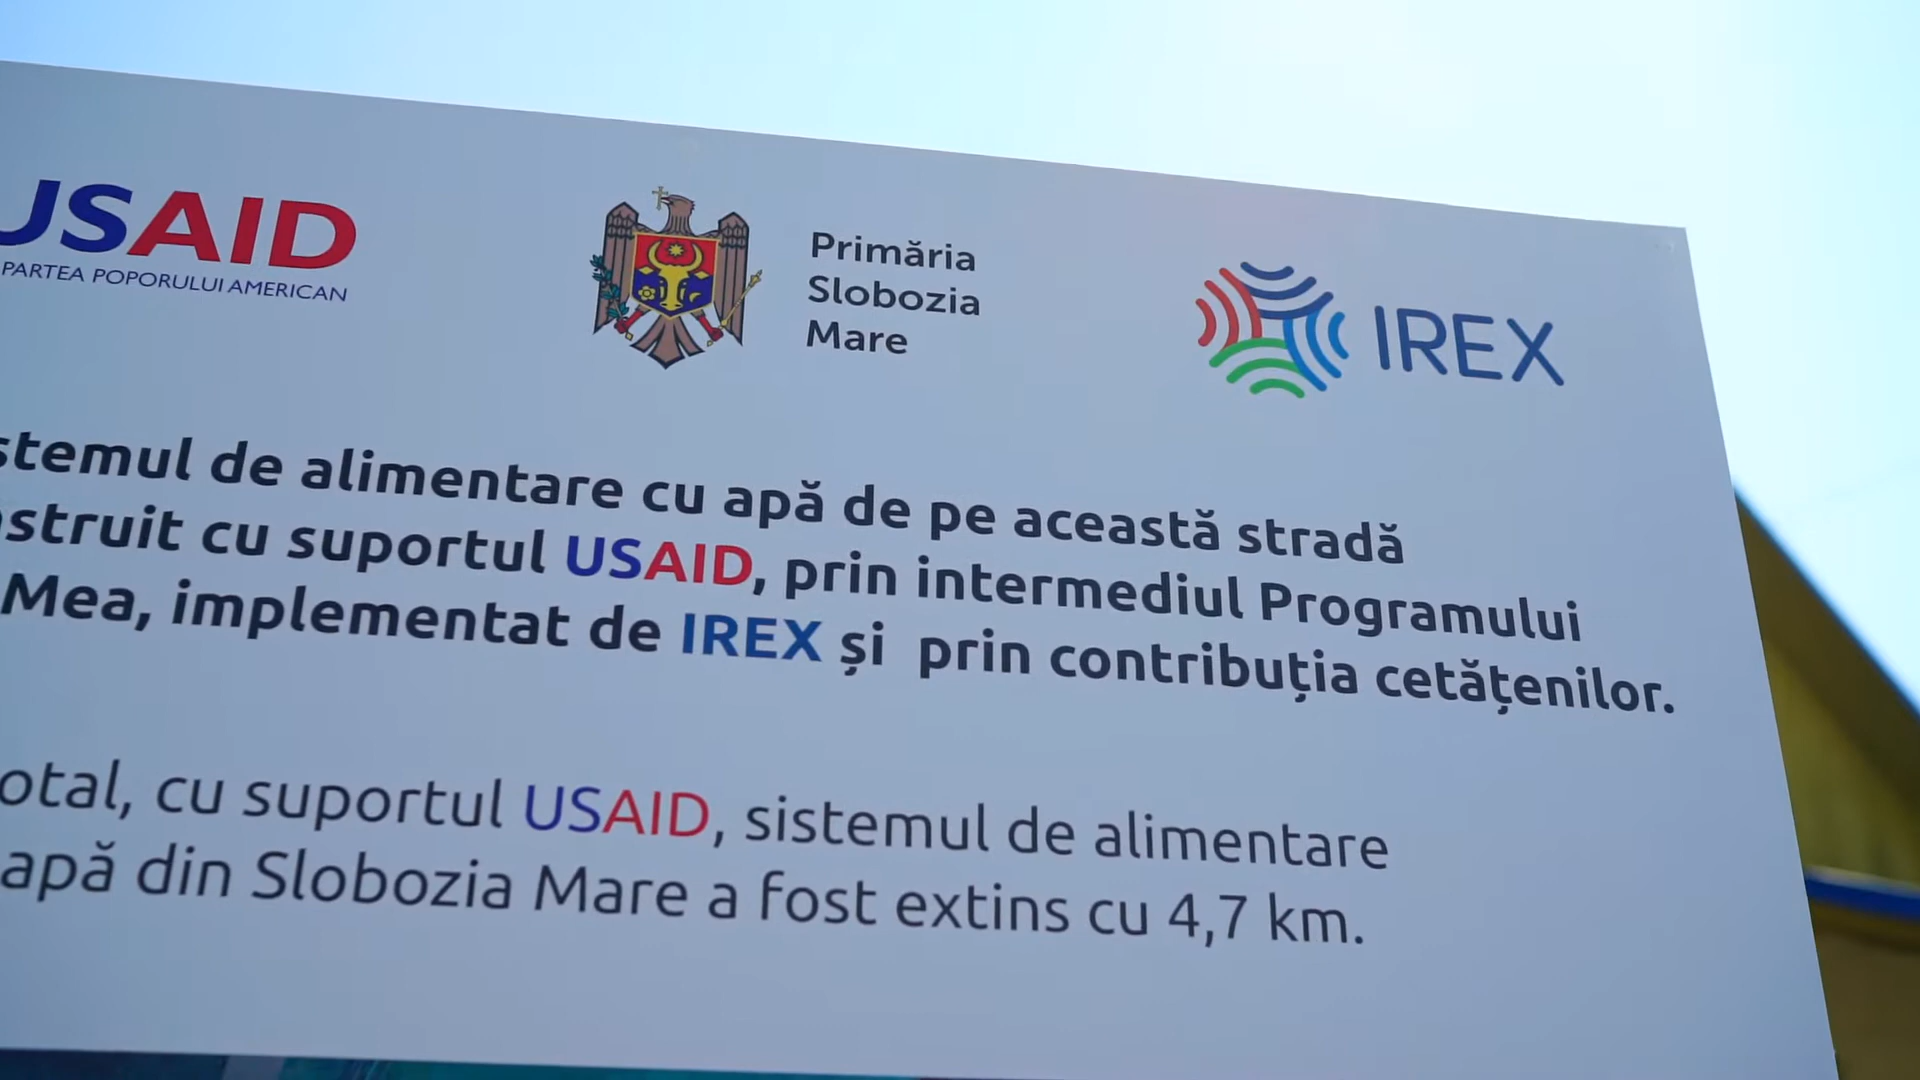 USAID
PARTEA POPORULUI AMERICAN
Primăria
Slobozia
Mare
IREX
stemul de alimentare cu apă de pe această stradă
struit cu suportul USAID, prin intermediul Programului
Mea, implementat de IREX și prin contribuția cetățenilor.
otal, cu suportul USAID, sistemul de alimentare
apă din Slobozia Mare a fost extins cu 4,7 km.